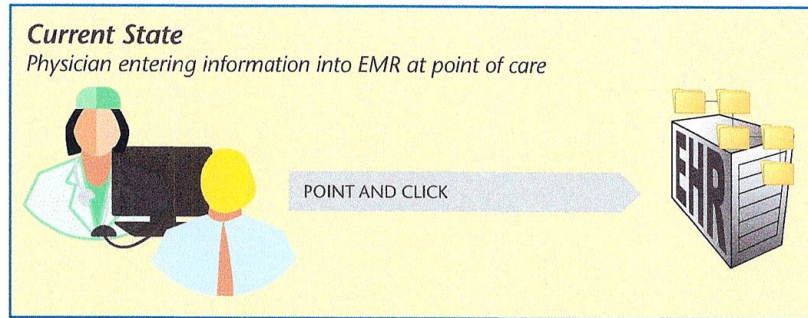 Current State
Physician entering information into EMR at point of care
POINT AND CLICK
EHR